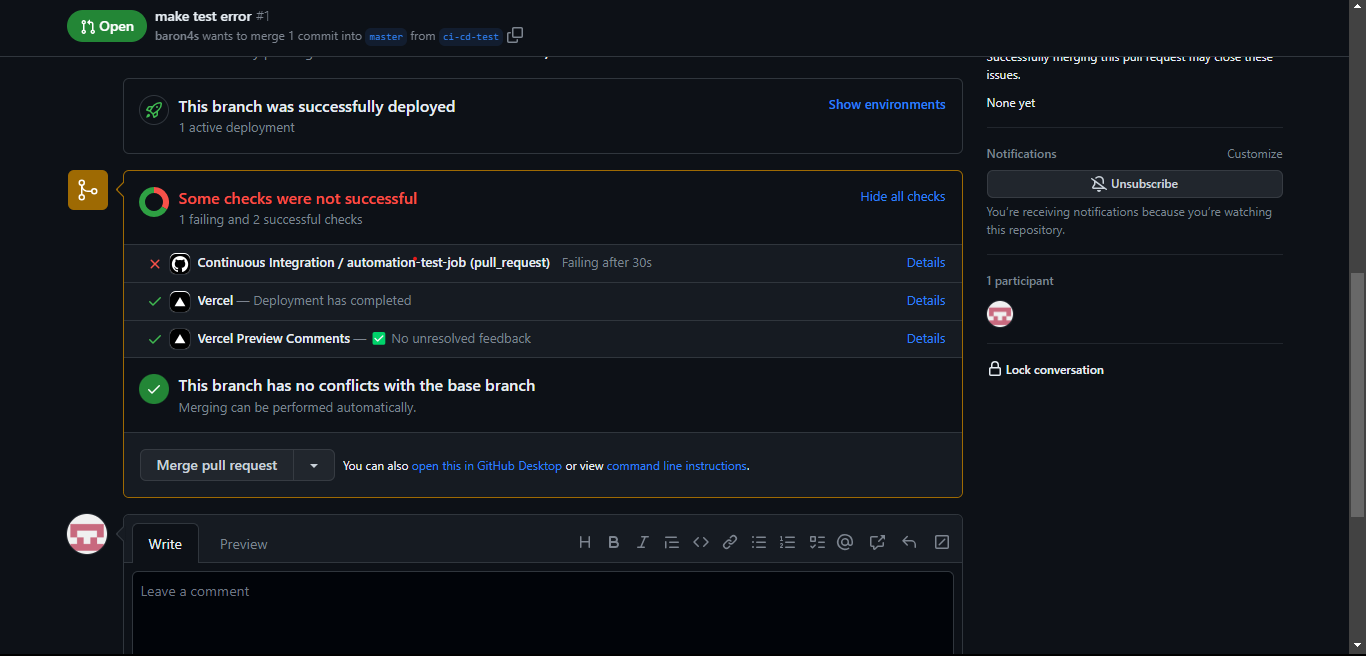 Open
make test error #1
baron4s wants to merge 1 commit into master from ci-cd-test
Successfully merging this pull request may close these
issues.
None yet
This branch was successfully deployed
Show environments
1 active deployment
Notifications
Customize
Unsubscribe
You're receiving notifications because you're watching
this repository.
1 participant
Lock conversation
Some checks were not successful
Hide all checks
1 failing and 2 successful checks
Continuous Integration / automation-test-job (pull_request) Failing after 30s
Details
Vercel — Deployment has completed
Details
Vercel Preview Comments — ✅ No unresolved feedback
Details
This branch has no conflicts with the base branch
Merging can be performed automatically.
Merge pull request
You can also open this in GitHub Desktop or view command line instructions.
Write
Preview
Leave a comment